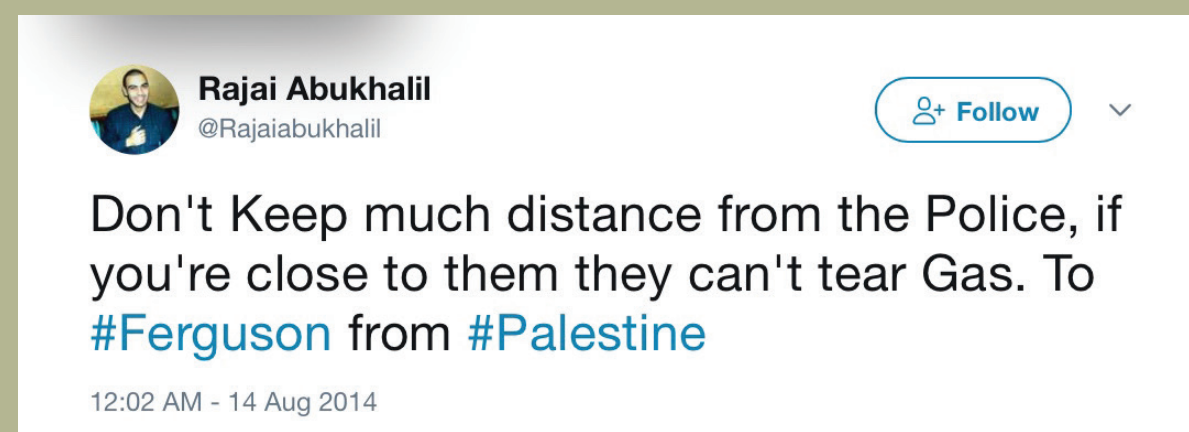 Rajai Abukhalil
@Rajaiabukhalil
Follow
Don't Keep much distance from the Police, if
you're close to them they can't tear Gas. To
#Ferguson from #Palestine
12:02 AM - 14 Aug 2014